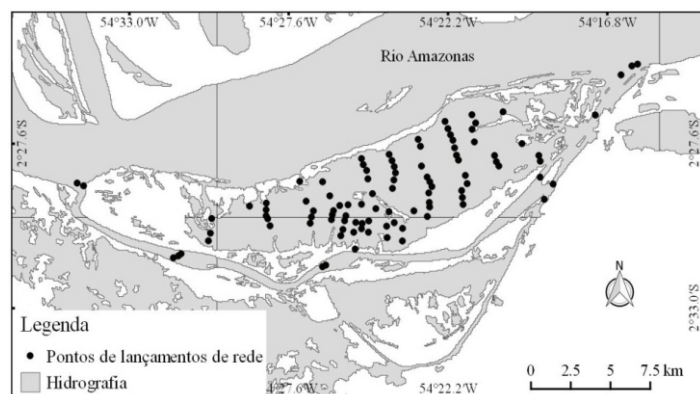 54°33.0'W 54°27.6'W 54°22.2'W 54°16.8'W
Rio Amazonas
2°27.6'S 2°27.6'S
N
2°33.0'S
Legenda
Pontos de lançamentos de rede
Hidrografia
54°27.6'W 54°22.2'W
0 2.5 5 7.5 km